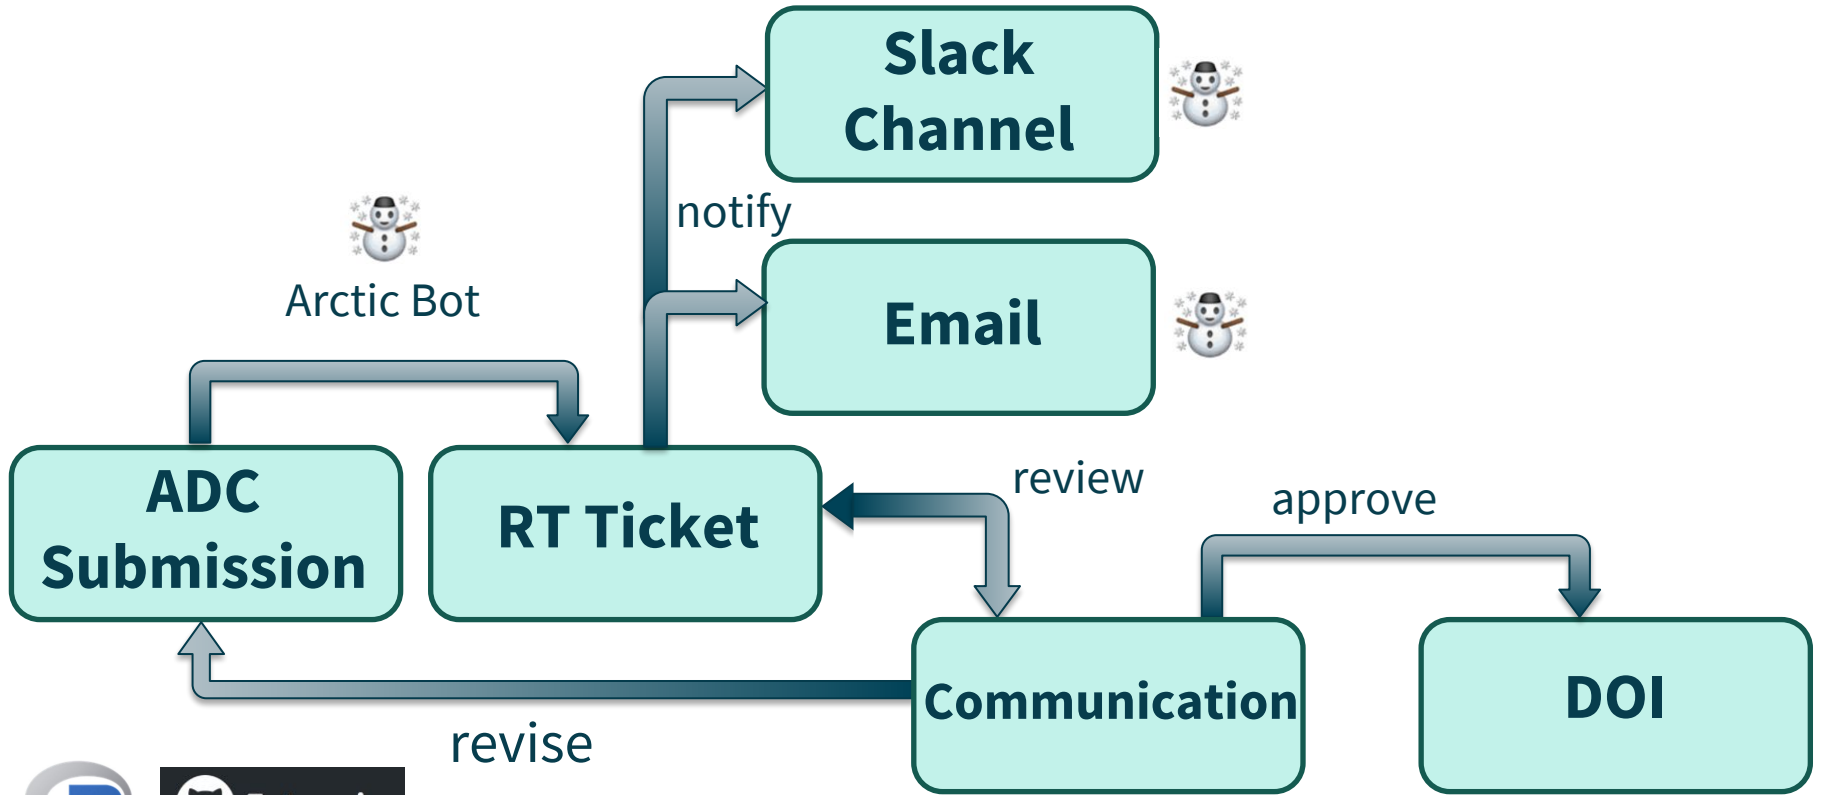 Slack
Channel
notify
Arctic Bot
Email
ADC
Submission
RT Ticket
review
approve
Communication
DOI
revise